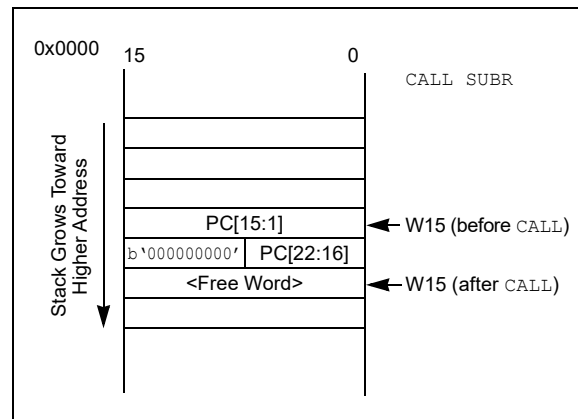 0x0000
15 0
CALL SUBR
Stack Grows Toward
Higher Address
PC[15:1]
W15 (before CALL)
b‘000000000’ PC[22:16]
<Free Word>
W15 (after CALL)